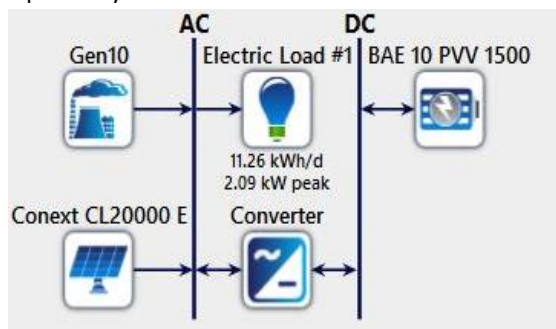 AC DC
Gen10 Electric Load #1 BAE 10 PVV 1500
11.26 kWh/d
2.09 kW peak
Conext CL20000 E Converter